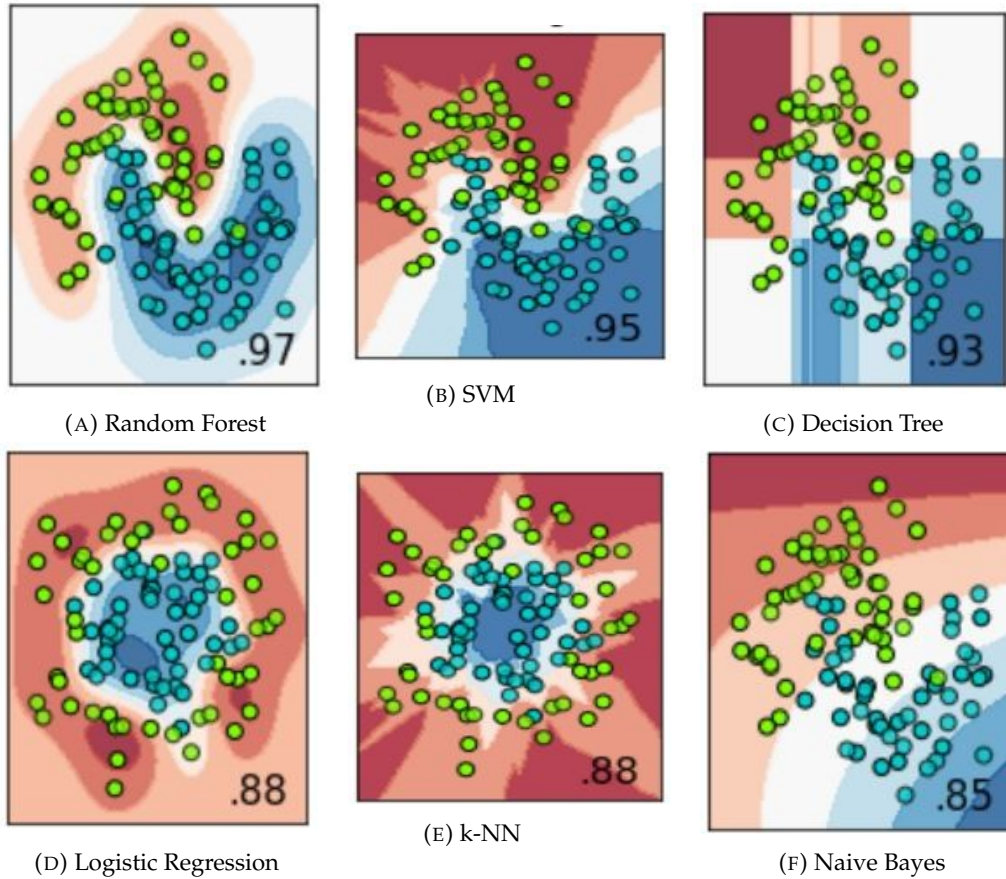 .97
.95
.93
(A) Random Forest
(B) SVM
(C) Decision Tree
.88
.88
.85
(D) Logistic Regression
(E) k-NN
(F) Naive Bayes